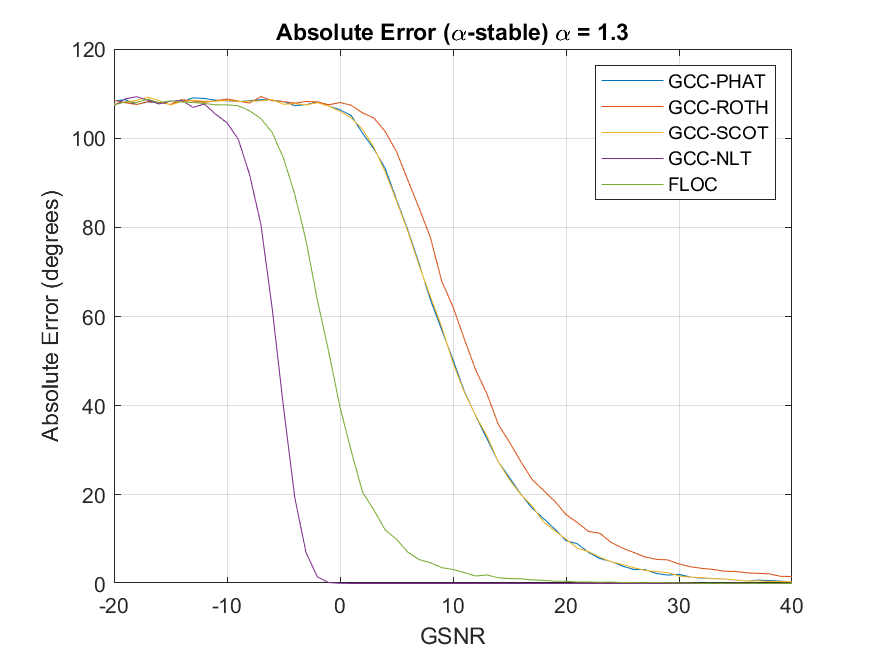 Absolute Error (α-stable) α = 1.3
120
100
80
60
40
20
0
Absolute Error (degrees)
-20
-10
0
10
20
30
40
GSNR
GCC-PHAT
GCC-ROTH
GCC-SCOT
GCC-NLT
FLOC